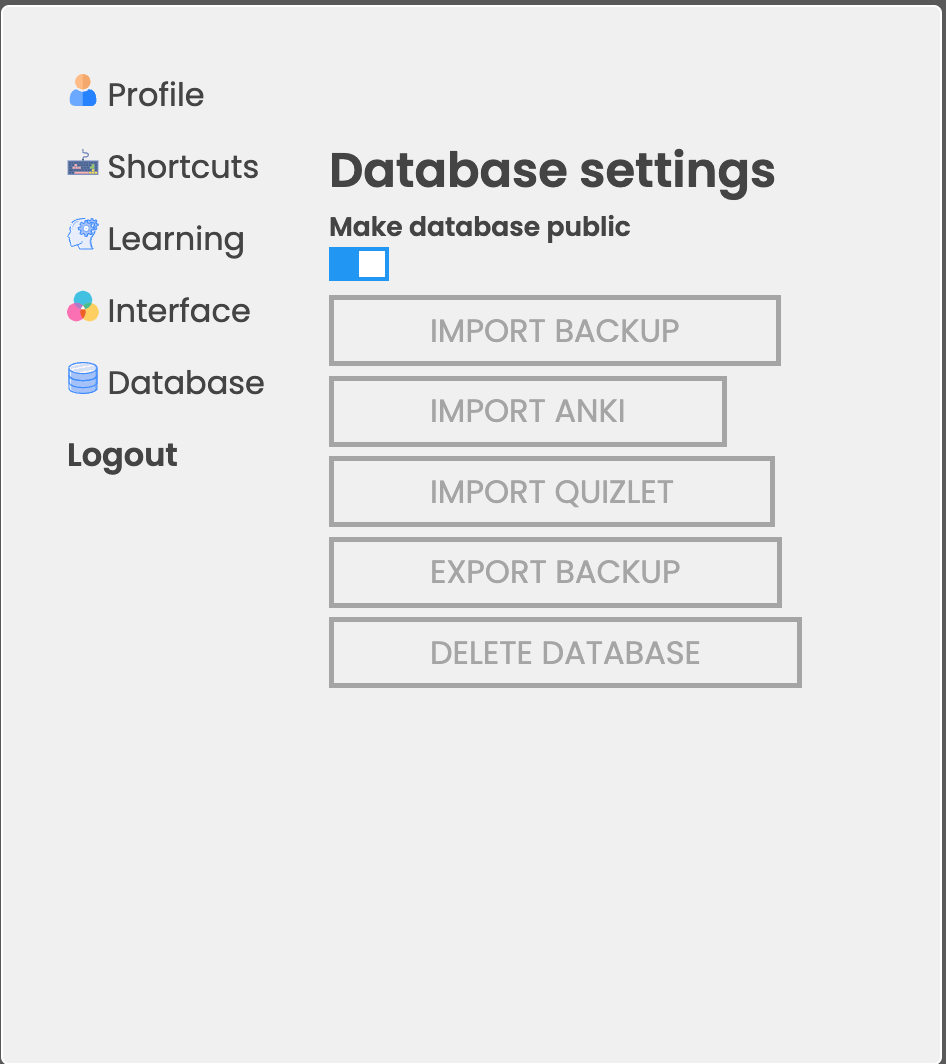 Profile
Shortcuts
Learning
Interface
Database
Logout
Database settings
Make database public
IMPORT BACKUP
IMPORT ANKI
IMPORT QUIZLET
EXPORT BACKUP
DELETE DATABASE